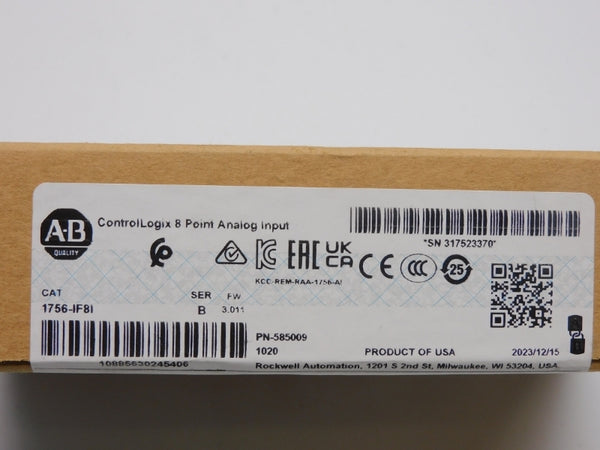 A-B
QUALITY
ControlLogix 8 Point Analog Input
*SN 317523370*
EAC
UK
CA
CE
CCC
25
KCC-REM-RAA-1756-AI
CAT
SER
FW
1756-IF8I
B
3.011
10885630245406
PN-585009
1020
PRODUCT OF USA
2023/12/15
Rockwell Automation, 1201 S 2nd St, Milwaukee, WI 53204, USA.